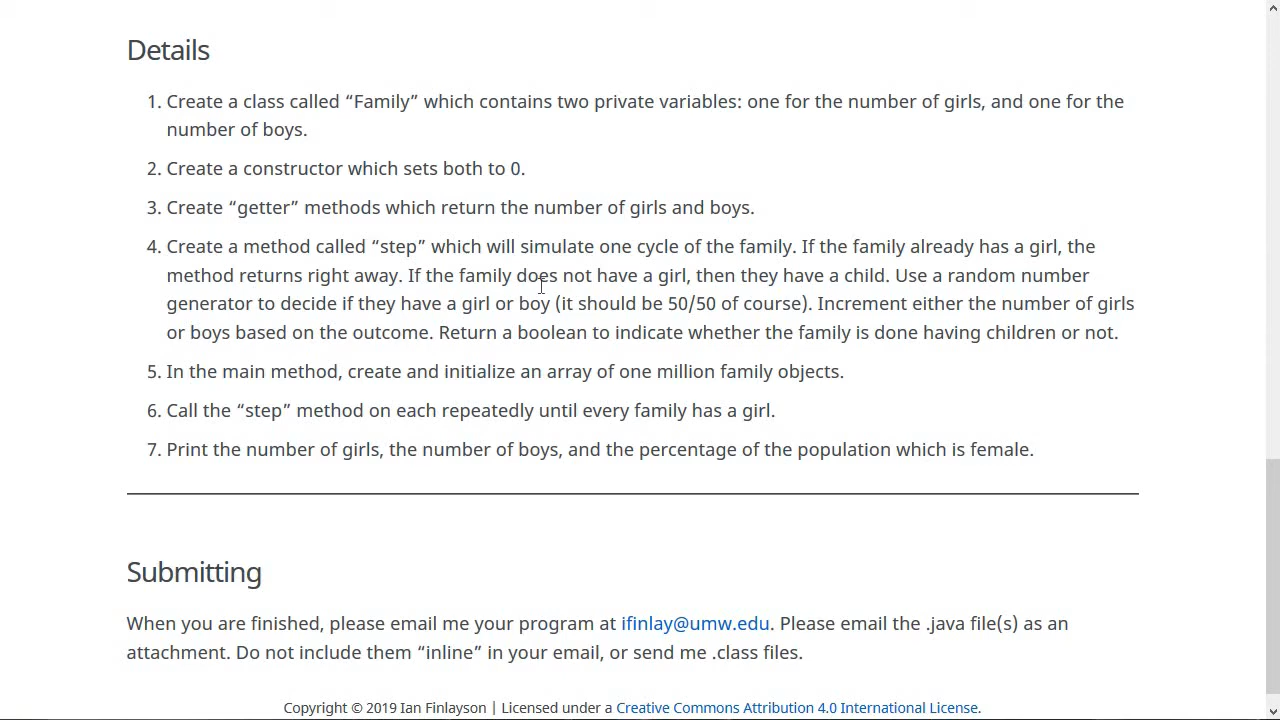 Details
1. Create a class called “Family” which contains two private variables: one for the number of girls, and one for the
number of boys.
2. Create a constructor which sets both to 0.
3. Create “getter” methods which return the number of girls and boys.
4. Create a method called “step” which will simulate one cycle of the family. If the family already has a girl, the
method returns right away. If the family does not have a girl, then they have a child. Use a random number
generator to decide if they have a girl or boy (it should be 50/50 of course). Increment either the number of girls
or boys based on the outcome. Return a boolean to indicate whether the family is done having children or not.
5. In the main method, create and initialize an array of one million family objects.
6. Call the “step” method on each repeatedly until every family has a girl.
7. Print the number of girls, the number of boys, and the percentage of the population which is female.
Submitting
When you are finished, please email me your program at ifinlay@umw.edu. Please email the .java file(s) as an
attachment. Do not include them “inline” in your email, or send me .class files.
Copyright © 2019 Ian Finlayson | Licensed under a Creative Commons Attribution 4.0 International License.